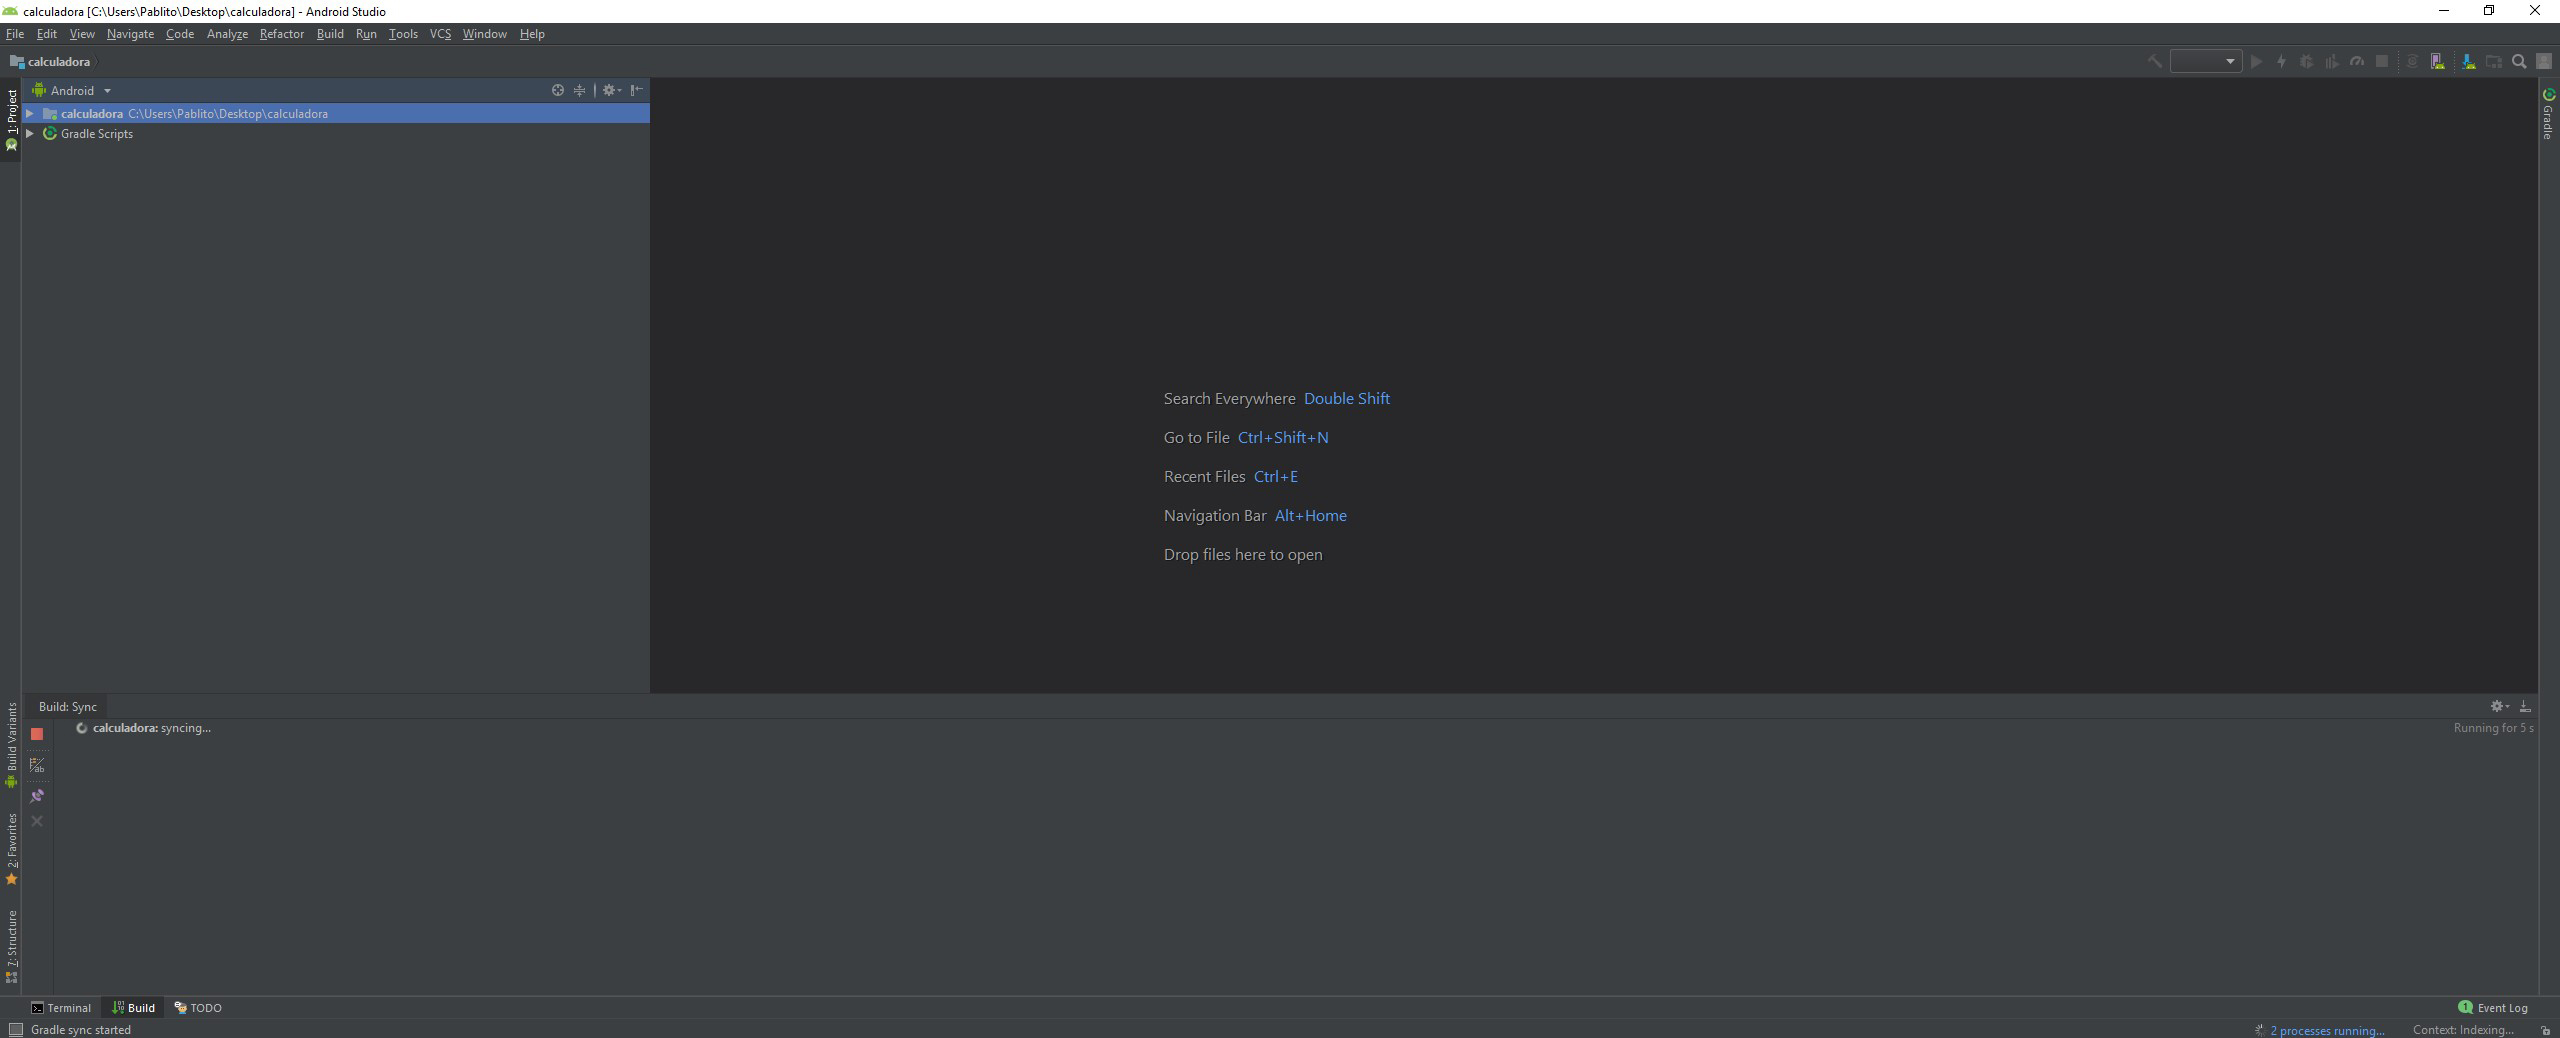 calculadora [C:\Users\Pablito\Desktop\calculadora] - Android Studio
File Edit View Navigate Code Analyze Refactor Build Run Tools VCS Window Help
calculadora
Android
1: Project
calculadora C:\Users\Pablito\Desktop\calculadora
Gradle Scripts
Gradle
Search Everywhere Double Shift
Go to File Ctrl+Shift+N
Recent Files Ctrl+E
Navigation Bar Alt+Home
Drop files here to open
Build Variants
2: Favorites
7: Structure
Build: Sync
calculadora: syncing...
Running for 5 s
Terminal Build TODO
1 Event Log
Gradle sync started
2 processes running...
Context: Indexing...